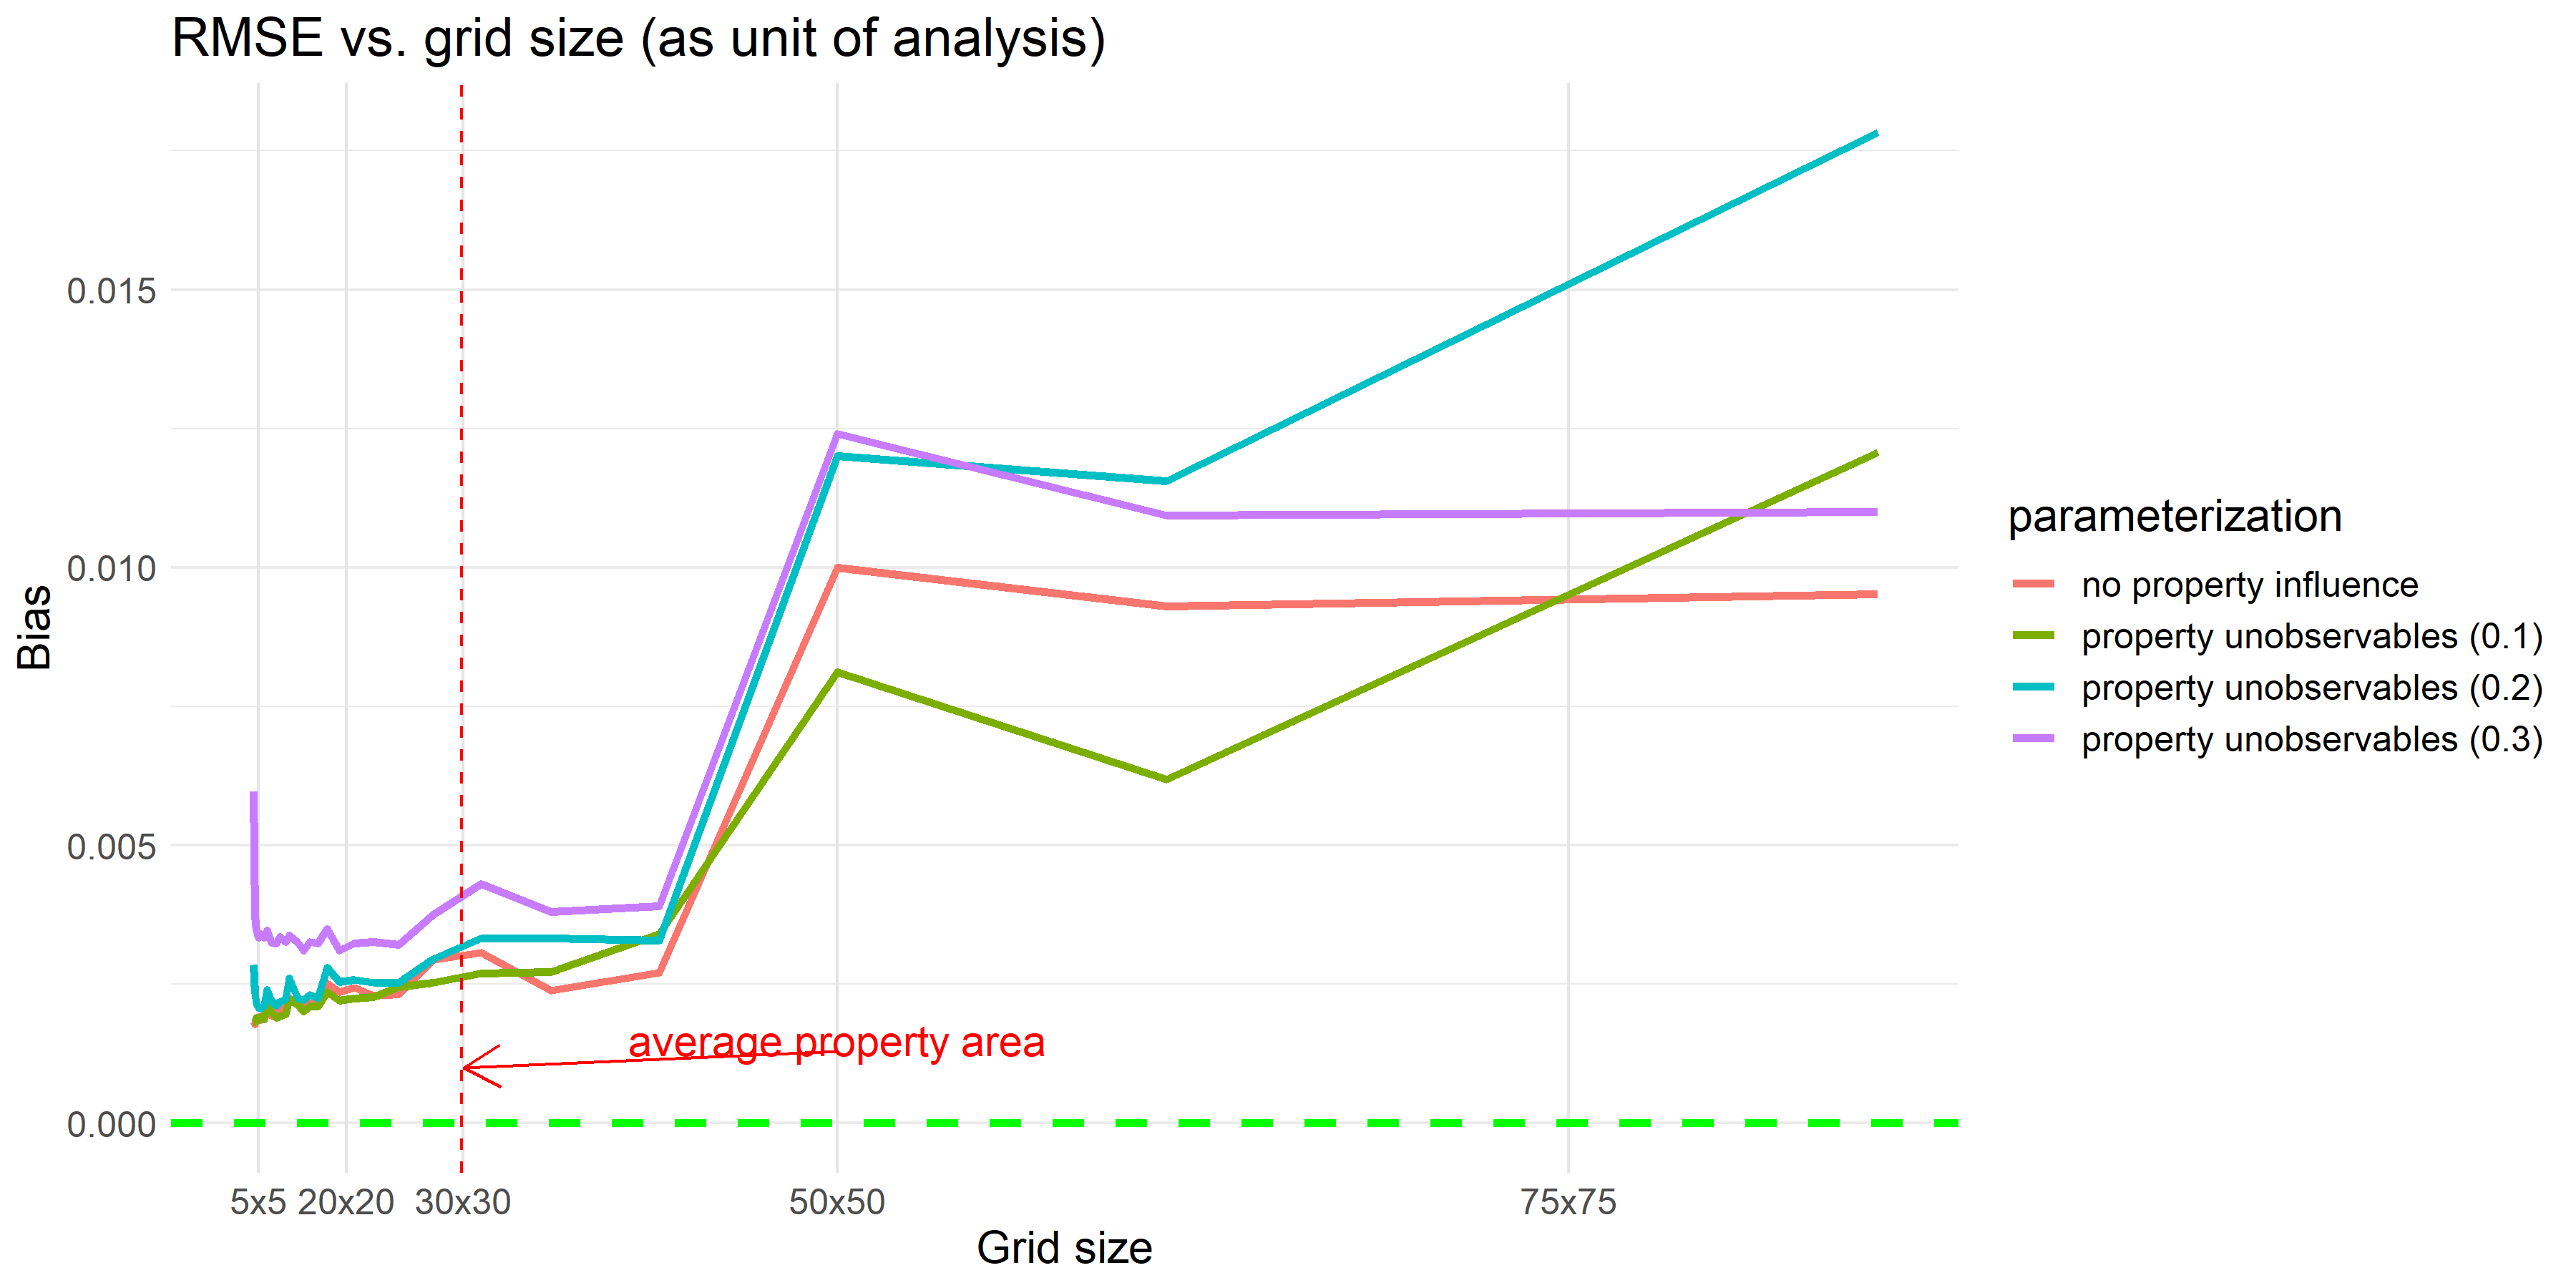 RMSE vs. grid size (as unit of analysis)
Bias
0.015
0.010
0.005
0.000
average property area
5x5 20x20 30x30 50x50 75x75
Grid size
parameterization
no property influence
property unobservables (0.1)
property unobservables (0.2)
property unobservables (0.3)